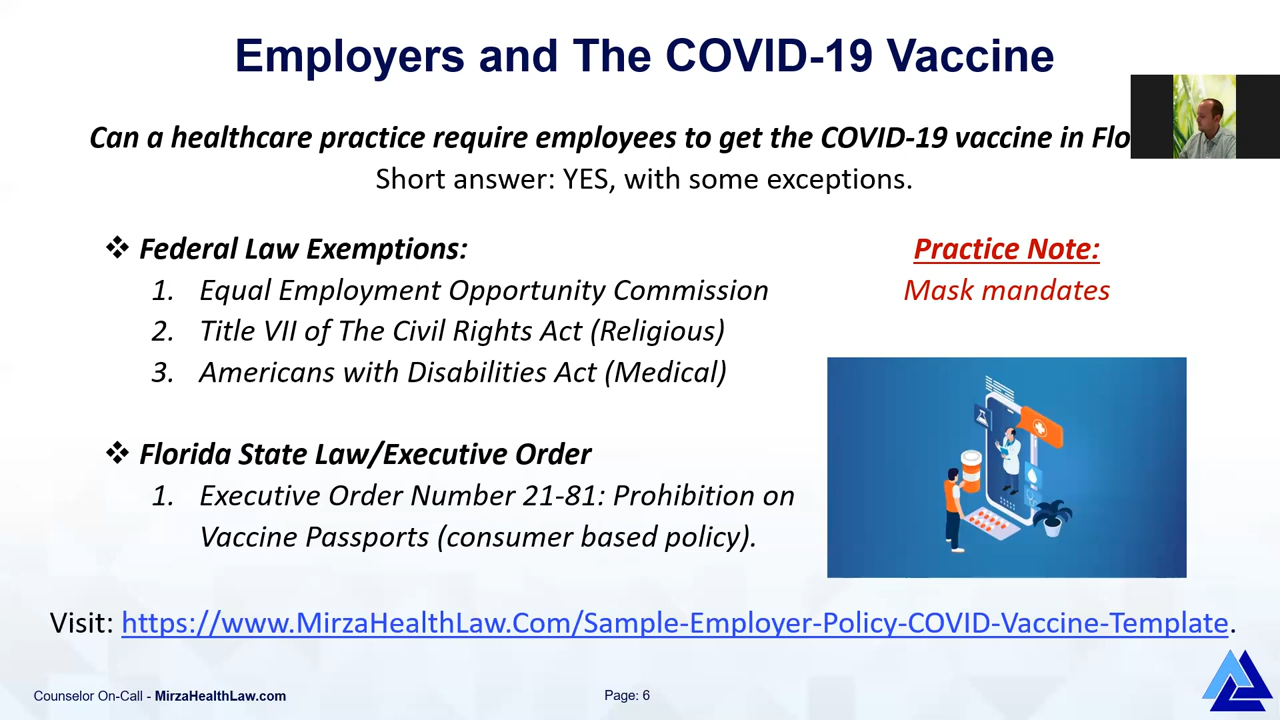 Employers and The COVID-19 Vaccine
Can a healthcare practice require employees to get the COVID-19 vaccine in Flo
Short answer: YES, with some exceptions.
❖ Federal Law Exemptions:
1. Equal Employment Opportunity Commission
2. Title VII of The Civil Rights Act (Religious)
3. Americans with Disabilities Act (Medical)
Practice Note:
Mask mandates
❖ Florida State Law/Executive Order
1. Executive Order Number 21-81: Prohibition on
Vaccine Passports (consumer based policy).
Visit: https://www.MirzaHealthLaw.Com/Sample-Employer-Policy-COVID-Vaccine-Template.
Counselor On-Call - MirzaHealthLaw.com
Page: 6